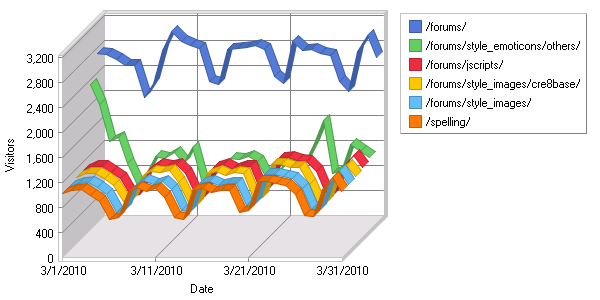 3,200
2,800
2,400
2,000
1,600
1,200
800
400
0
Visitors
3/1/2010
3/11/2010
3/21/2010
3/31/2010
Date
/forums/
/forums/style_emoticons/others/
/forums/jscripts/
/forums/style_images/cre8base/
/forums/style_images/
/spelling/